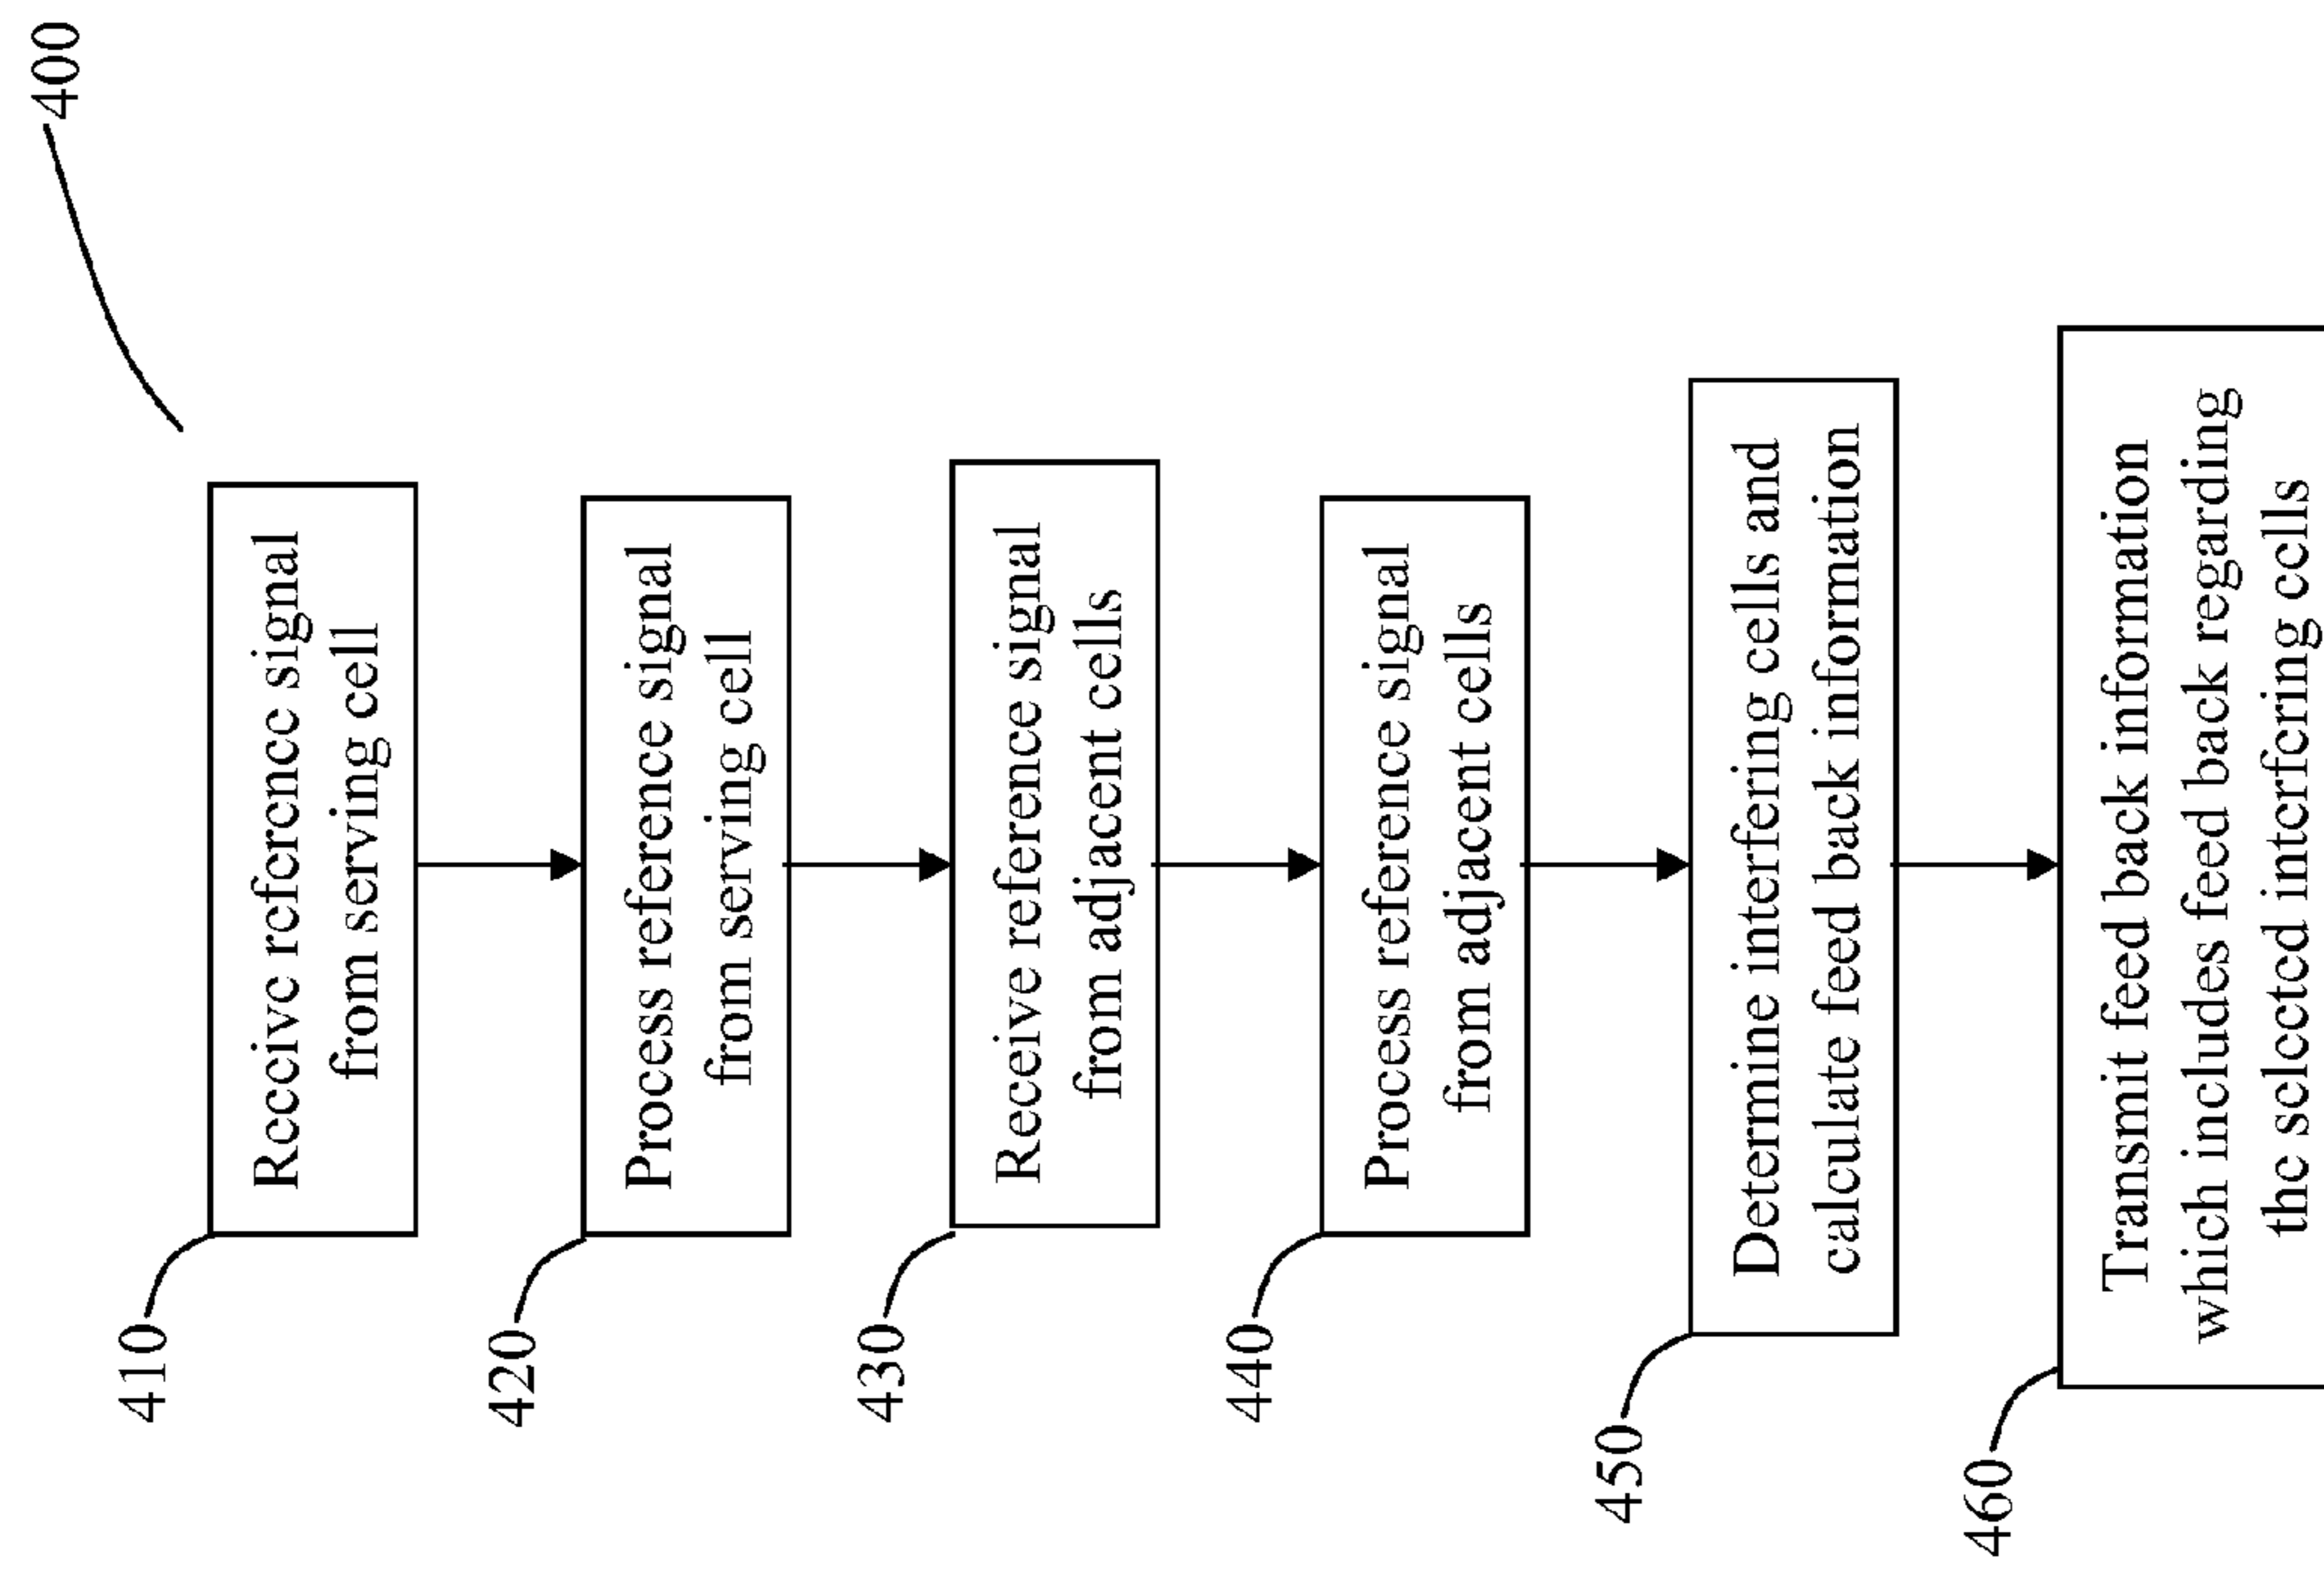 400
410
Receive reference signal
from serving cell
420
Process reference signal
from serving cell
430
Receive reference signal
from adjacent cells
440
Process reference signal
from adjacent cells
450
Determine interfering cells and
calculate feed back information
460
Transmit feed back information
which includes feed back regarding
the selected interfering cells